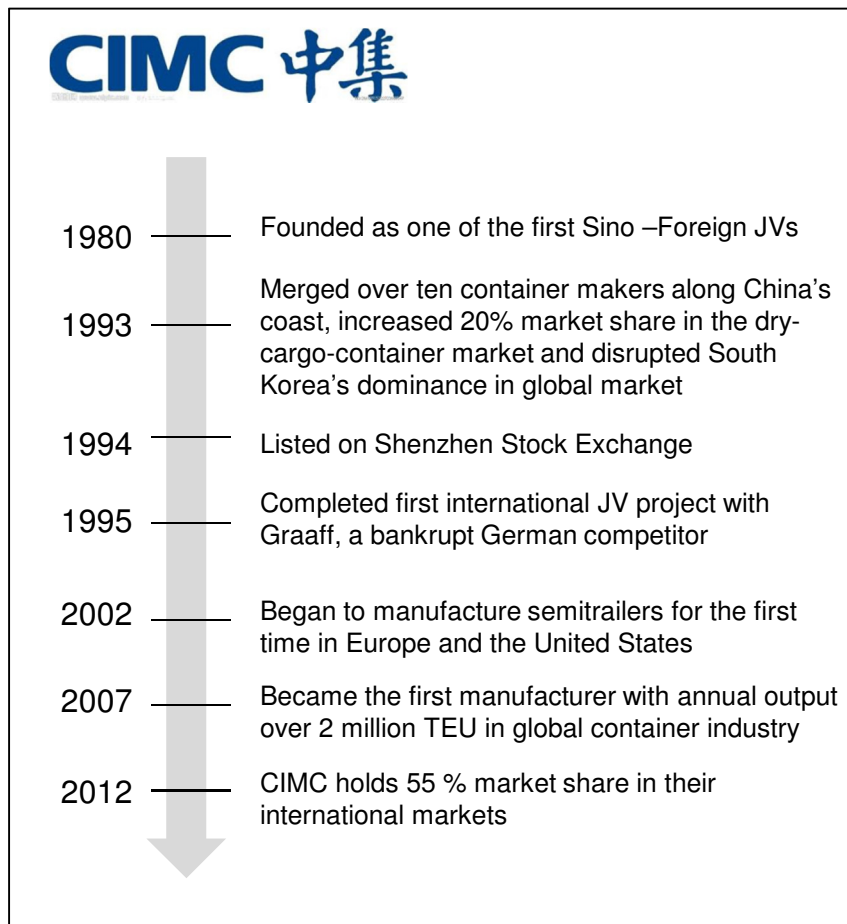 CIMC 中集
1980
Founded as one of the first Sino –Foreign JVs
1993
Merged over ten container makers along China’s
coast, increased 20% market share in the dry-
cargo-container market and disrupted South
Korea’s dominance in global market
1994
Listed on Shenzhen Stock Exchange
1995
Completed first international JV project with
Graaff, a bankrupt German competitor
2002
Began to manufacture semitrailers for the first
time in Europe and the United States
2007
Became the first manufacturer with annual output
over 2 million TEU in global container industry
2012
CIMC holds 55 % market share in their
international markets